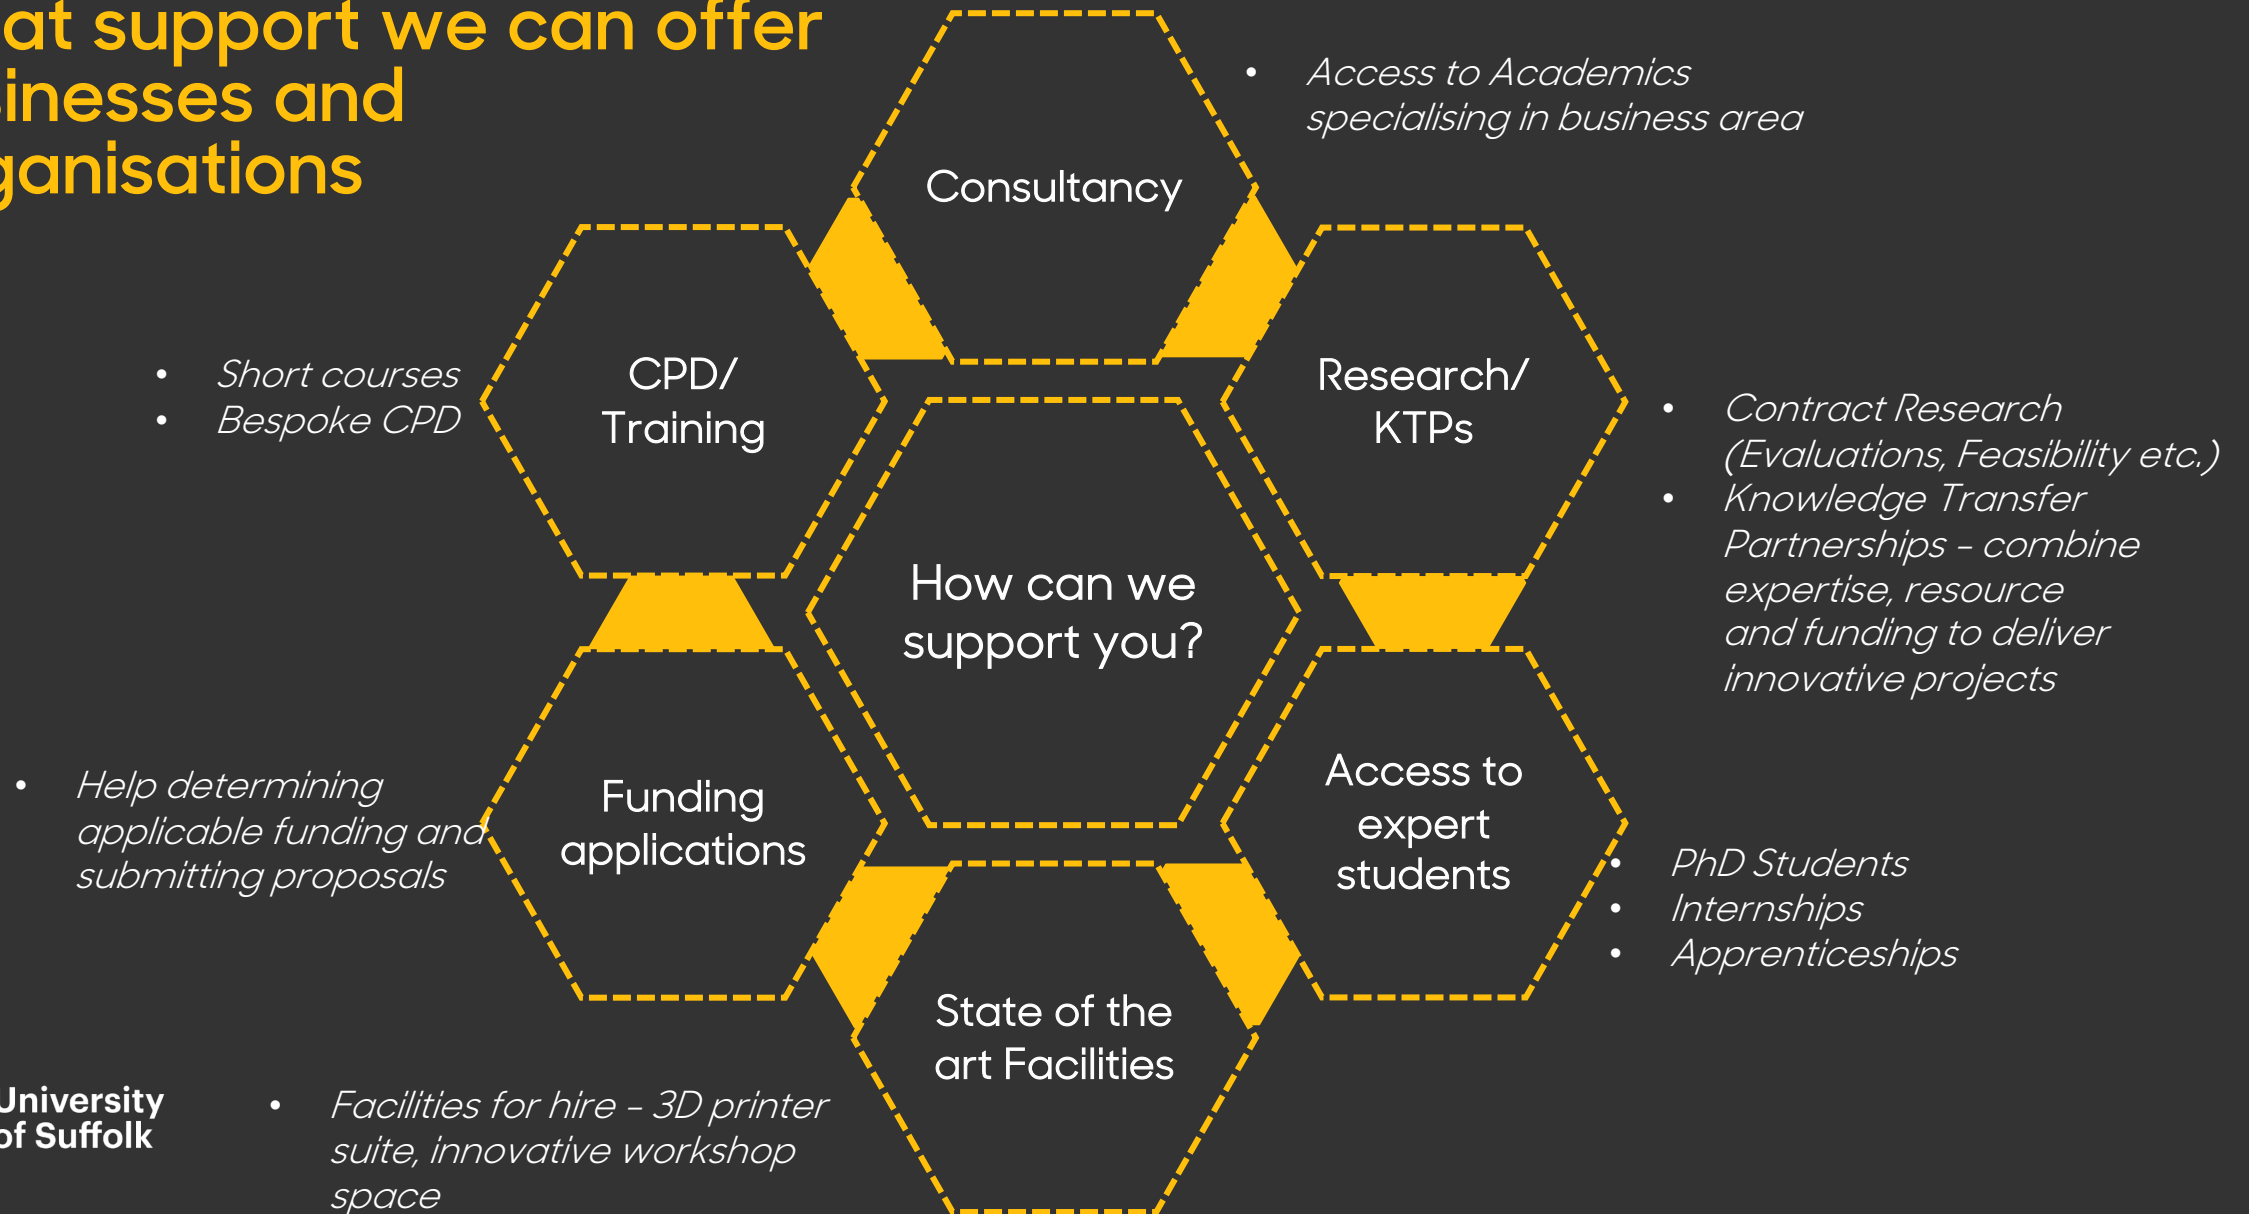 at support we can offer
sinesses and
ganisations
Consultancy
• Access to Academics
specialising in business area
CPD/
Training
• Short courses
• Bespoke CPD
Research/
KTPs
• Contract Research
(Evaluations, Feasibility etc.)
• Knowledge Transfer
Partnerships – combine
expertise, resource
and funding to deliver
innovative projects
How can we
support you?
Funding
applications
• Help determining
applicable funding and
submitting proposals
Access to
expert
students
• PhD Students
• Internships
• Apprenticeships
State of the
art Facilities
• Facilities for hire – 3D printer
suite, innovative workshop
space
University
of Suffolk